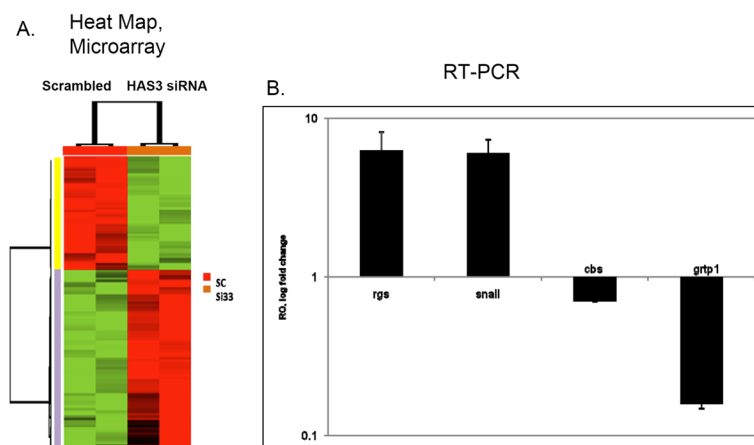 A.
Heat Map,
Microarray
Scrambled HAS3 siRNA
SC
Si33
B.
RT-PCR
10
1
0.1
RQ, log fold change
rgs
snail
cbs
grtp1